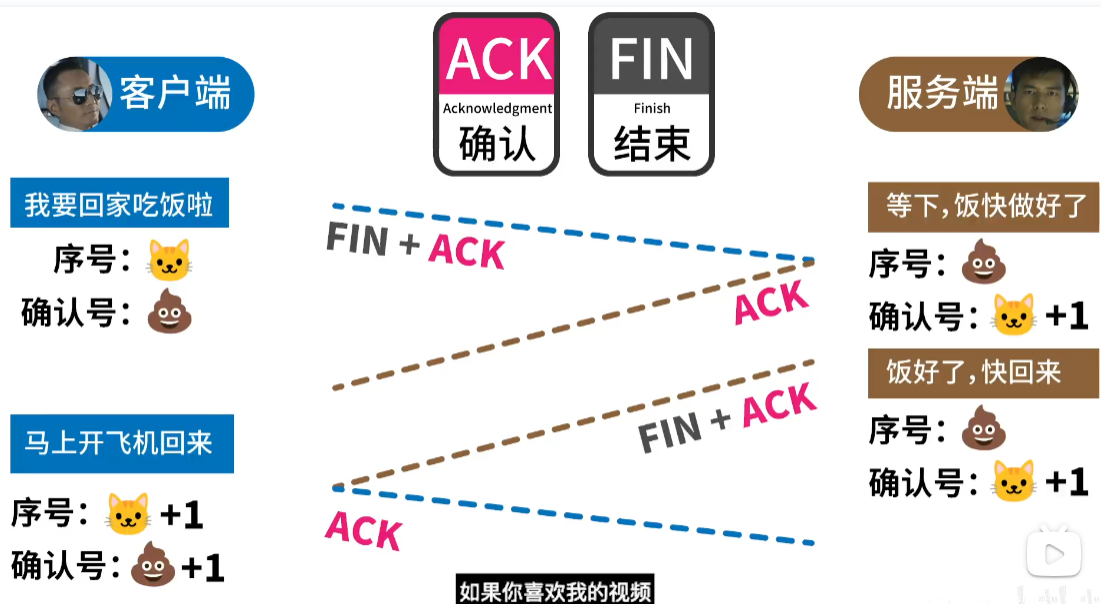 ACK
Acknowledgment
确认
FIN
Finish
结束
客户端
服务端
我要回家吃饭啦
序号：
确认号：
FIN + ACK
等下，饭快做好了
序号：
确认号： +1
ACK
饭好了，快回来
序号：
确认号： +1
FIN + ACK
马上开飞机回来
序号： +1
确认号： +1
ACK
如果你喜欢我的视频